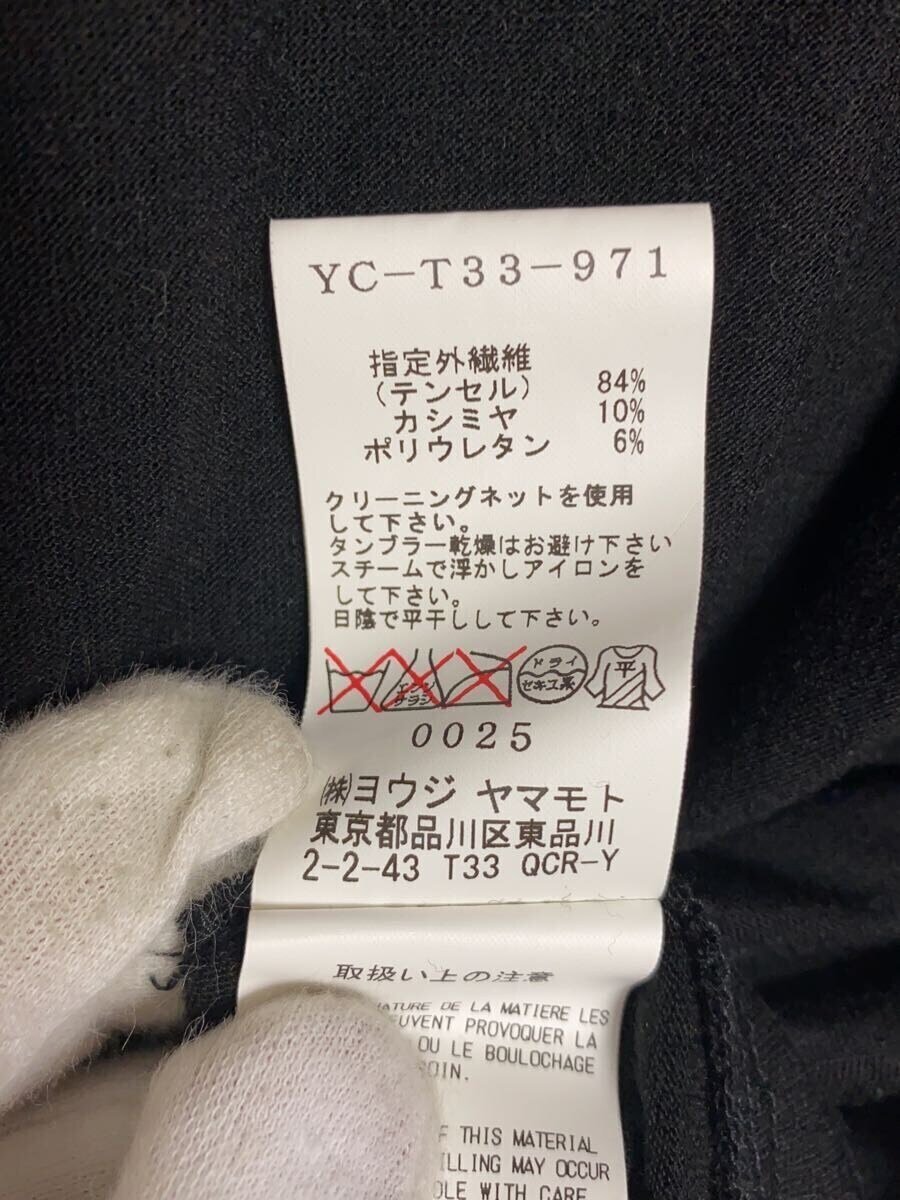 YC-T33-971
指定外繊維
(テンセル) 84%
カシミヤ 10%
ポリウレタン 6%
クリーニングネットを使用
して下さい。
タンブラー乾燥はお避け下さい
スチームで浮かしアイロンを
して下さい。
日陰で平干しして下さい。
エンソ
サラシ
ドライ
セキユ系
平
0025
(株)ヨウジ ヤマモト
東京都品川区東品川
2-2-43 T33 QCR-Y
取扱い上の注意
NATURE DE LA MATIERE LES
PEUVENT PROVOQUER LA
OU LE BOULOCHAGE
SOIN.
OF THIS MATERIAL
PILLING MAY OCCUR
WITH CARE